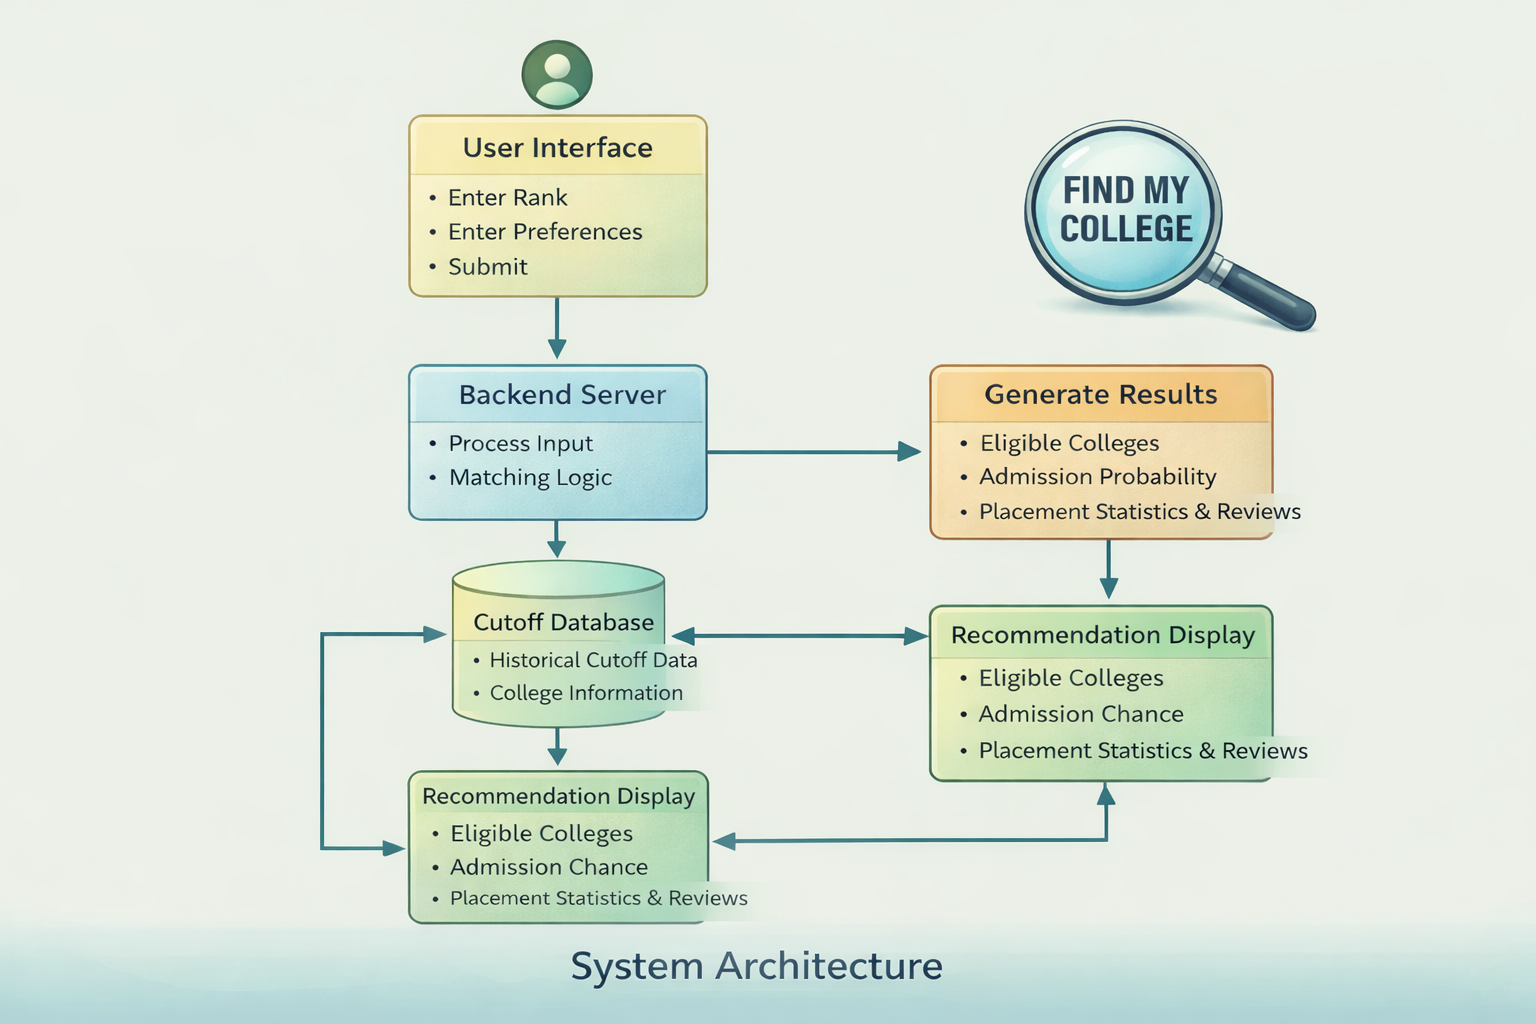 User Interface
• Enter Rank
• Enter Preferences
• Submit
FIND MY
COLLEGE
Backend Server
• Process Input
• Matching Logic
Generate Results
• Eligible Colleges
• Admission Probability
• Placement Statistics & Reviews
Cutoff Database
• Historical Cutoff Data
• College Information
Recommendation Display
• Eligible Colleges
• Admission Chance
• Placement Statistics & Reviews
Recommendation Display
• Eligible Colleges
• Admission Chance
• Placement Statistics & Reviews
System Architecture